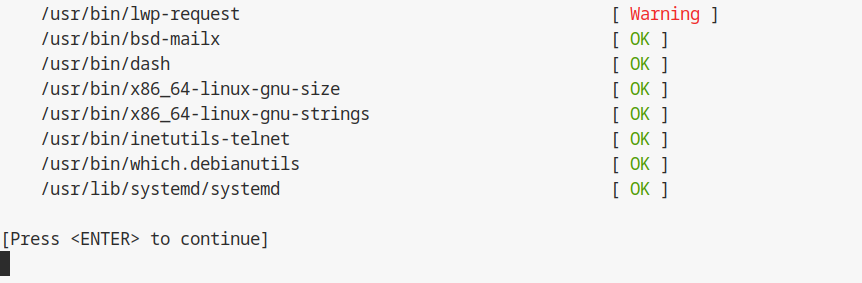 /usr/bin/lwp-request [ Warning ]
/usr/bin/bsd-mailx [ OK ]
/usr/bin/dash [ OK ]
/usr/bin/x86_64-linux-gnu-size [ OK ]
/usr/bin/x86_64-linux-gnu-strings [ OK ]
/usr/bin/inetutils-telnet [ OK ]
/usr/bin/which.debianutils [ OK ]
/usr/lib/systemd/systemd [ OK ]
[Press <ENTER> to continue]